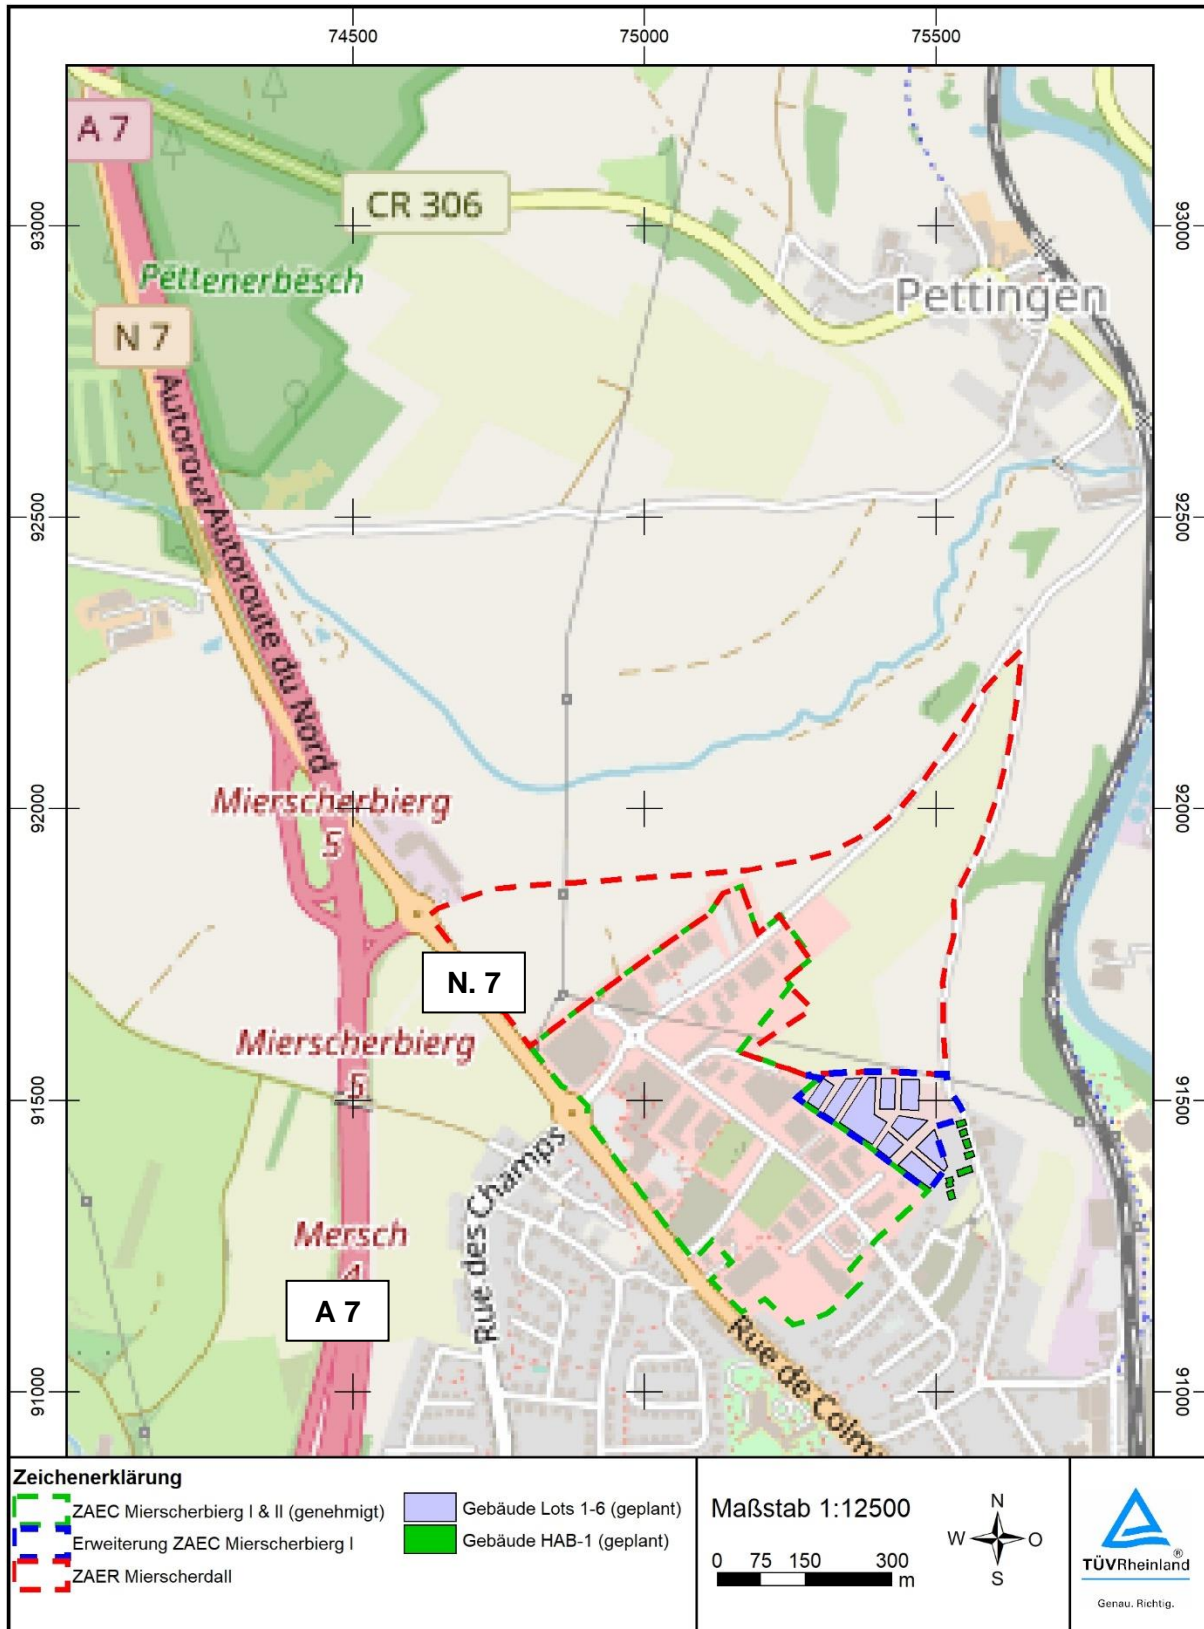 74500 75000 75500
A 7
CR 306
93000 93000
Pettenerbësch
Pettingen
N 7
Autorout
Autoroute du Nord
92500 92500
Mierscherbierg
5
92000 92000
N. 7
Mierscherbierg
5
91500 91500
Rue des Champs
Mersch
4
A 7
Rue de Colm
91000 91000
Zeichenerklärung
ZAEC Mierscherbierg I & II (genehmigt)
Erweiterung ZAEC Mierscherbierg I
ZAER Mierscherdall
Gebäude Lots 1-6 (geplant)
Gebäude HAB-1 (geplant)
Maßstab 1:12500
0 75 150 300
m
N
W O
S
TÜVRheinland®
Genau. Richtig.